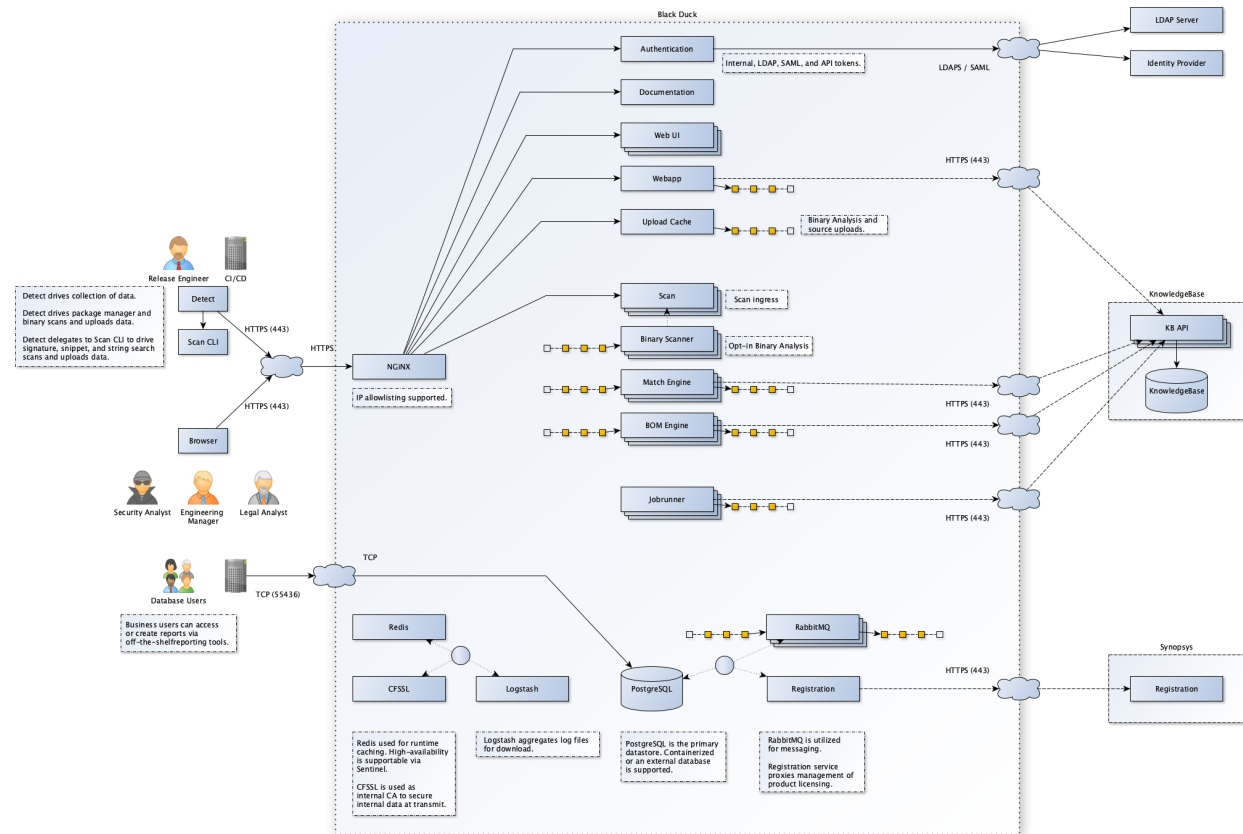 Black Duck
LDAP Server
Authentication
Internal, LDAP, SAML, and API tokens.
LDAPS / SAML
Identity Provider
Documentation
Web UI
HTTPS (443)
Webapp
Upload Cache
Binary Analysis and
source uploads.
Release Engineer
CI/CD
Detect drives collection of data.
Detect drives package manager and
binary scans and uploads data.
Detect delegates to Scan CLI to drive
signature, snippet, and string search
scans and uploads data.
Detect
Scan CLI
HTTPS (443)
HTTPS
NGiNX
IP allowlisting supported.
HTTPS (443)
Browser
Scan
Scan ingress
Binary Scanner
Opt-in Binary Analysis
Match Engine
HTTPS (443)
BOM Engine
HTTPS (443)
Jobrunner
HTTPS (443)
KnowledgeBase
KB API
KnowledgeBase
Security Analyst
Engineering
Manager
Legal Analyst
TCP
Database Users
TCP (55436)
Business users can access
or create reports via
off-the-shelfreporting tools.
Redis
CFSSL
Logstash
PostgreSQL
RabbitMQ
Registration
HTTPS (443)
Synopsys
Registration
Redis used for runtime
caching. High-availability
is supportable via
Sentinel.
CFSSL is used as
internal CA to secure
internal data at transmit.
Logstash aggregates log files
for download.
PostgreSQL is the primary
datastore. Containerized
or an external database
is supported.
RabbitMQ is utilized
for messaging.
Registration service
proxies management of
product licensing.